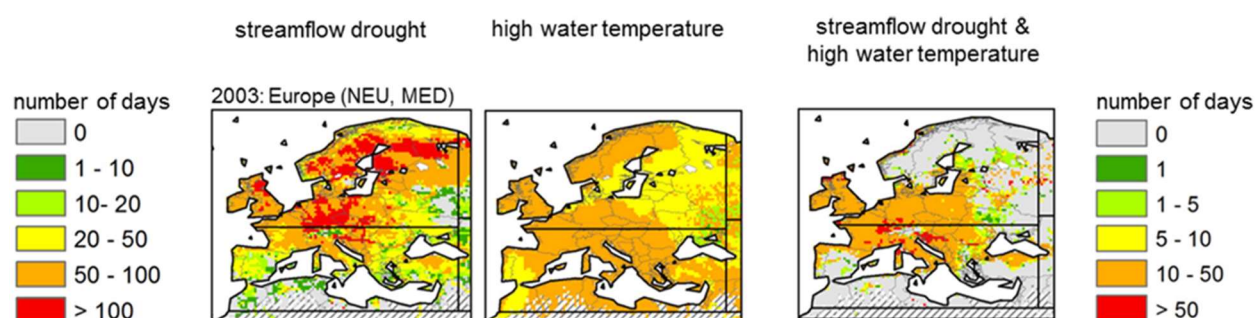 streamflow drought
high water temperature
streamflow drought &
high water temperature
number of days
0
1 - 10
10- 20
20 - 50
50 - 100
> 100
2003: Europe (NEU, MED)
number of days
0
1
1 - 5
5 - 10
10 - 50
> 50